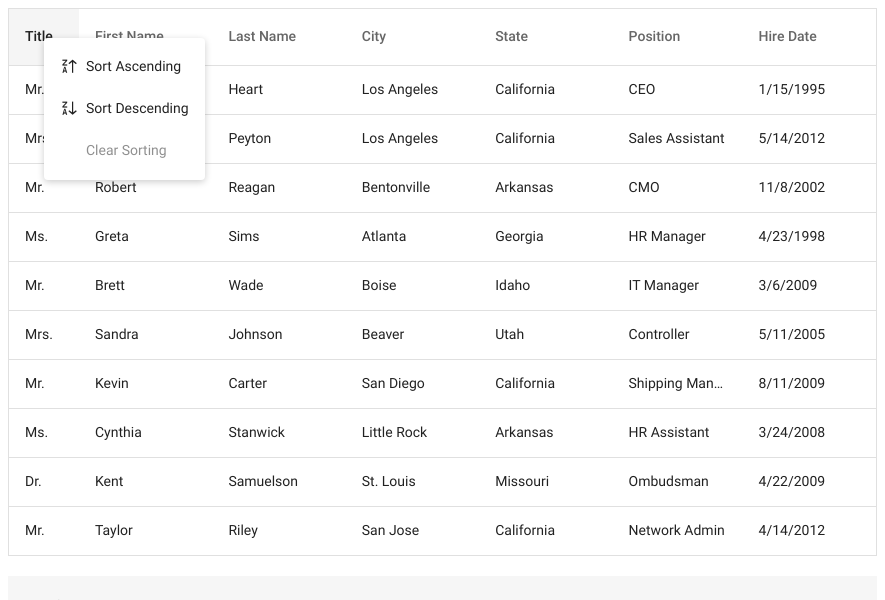 Title First Name Last Name City State Position Hire Date
Sort Ascending
Sort Descending
Clear Sorting
Mr. Heart Los Angeles California CEO 1/15/1995
Peyton Los Angeles California Sales Assistant 5/14/2012
Mr. Robert Reagan Bentonville Arkansas CMO 11/8/2002
Ms. Greta Sims Atlanta Georgia HR Manager 4/23/1998
Mr. Brett Wade Boise Idaho IT Manager 3/6/2009
Mrs. Sandra Johnson Beaver Utah Controller 5/11/2005
Mr. Kevin Carter San Diego California Shipping Man... 8/11/2009
Ms. Cynthia Stanwick Little Rock Arkansas HR Assistant 3/24/2008
Dr. Kent Samuelson St. Louis Missouri Ombudsman 4/22/2009
Mr. Taylor Riley San Jose California Network Admin 4/14/2012